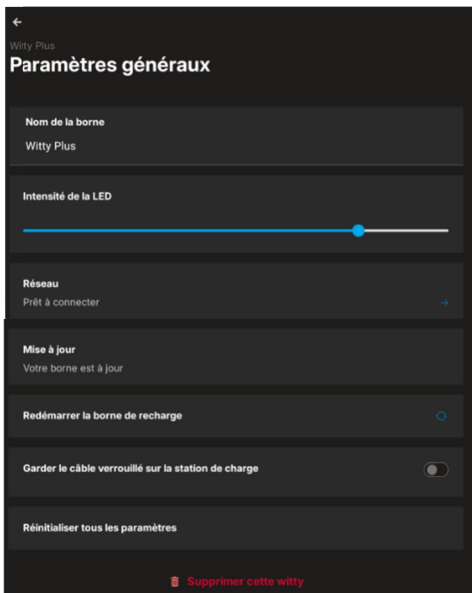 Witty Plus
Paramètres généraux
Nom de la borne
Witty Plus
Intensité de la LED
Réseau
Prêt à connecter
Mise à jour
Votre borne est à jour
Redémarrer la borne de recharge
Garder le câble verrouillé sur la station de charge
Réinitialiser tous les paramètres
Supprimer cette witty